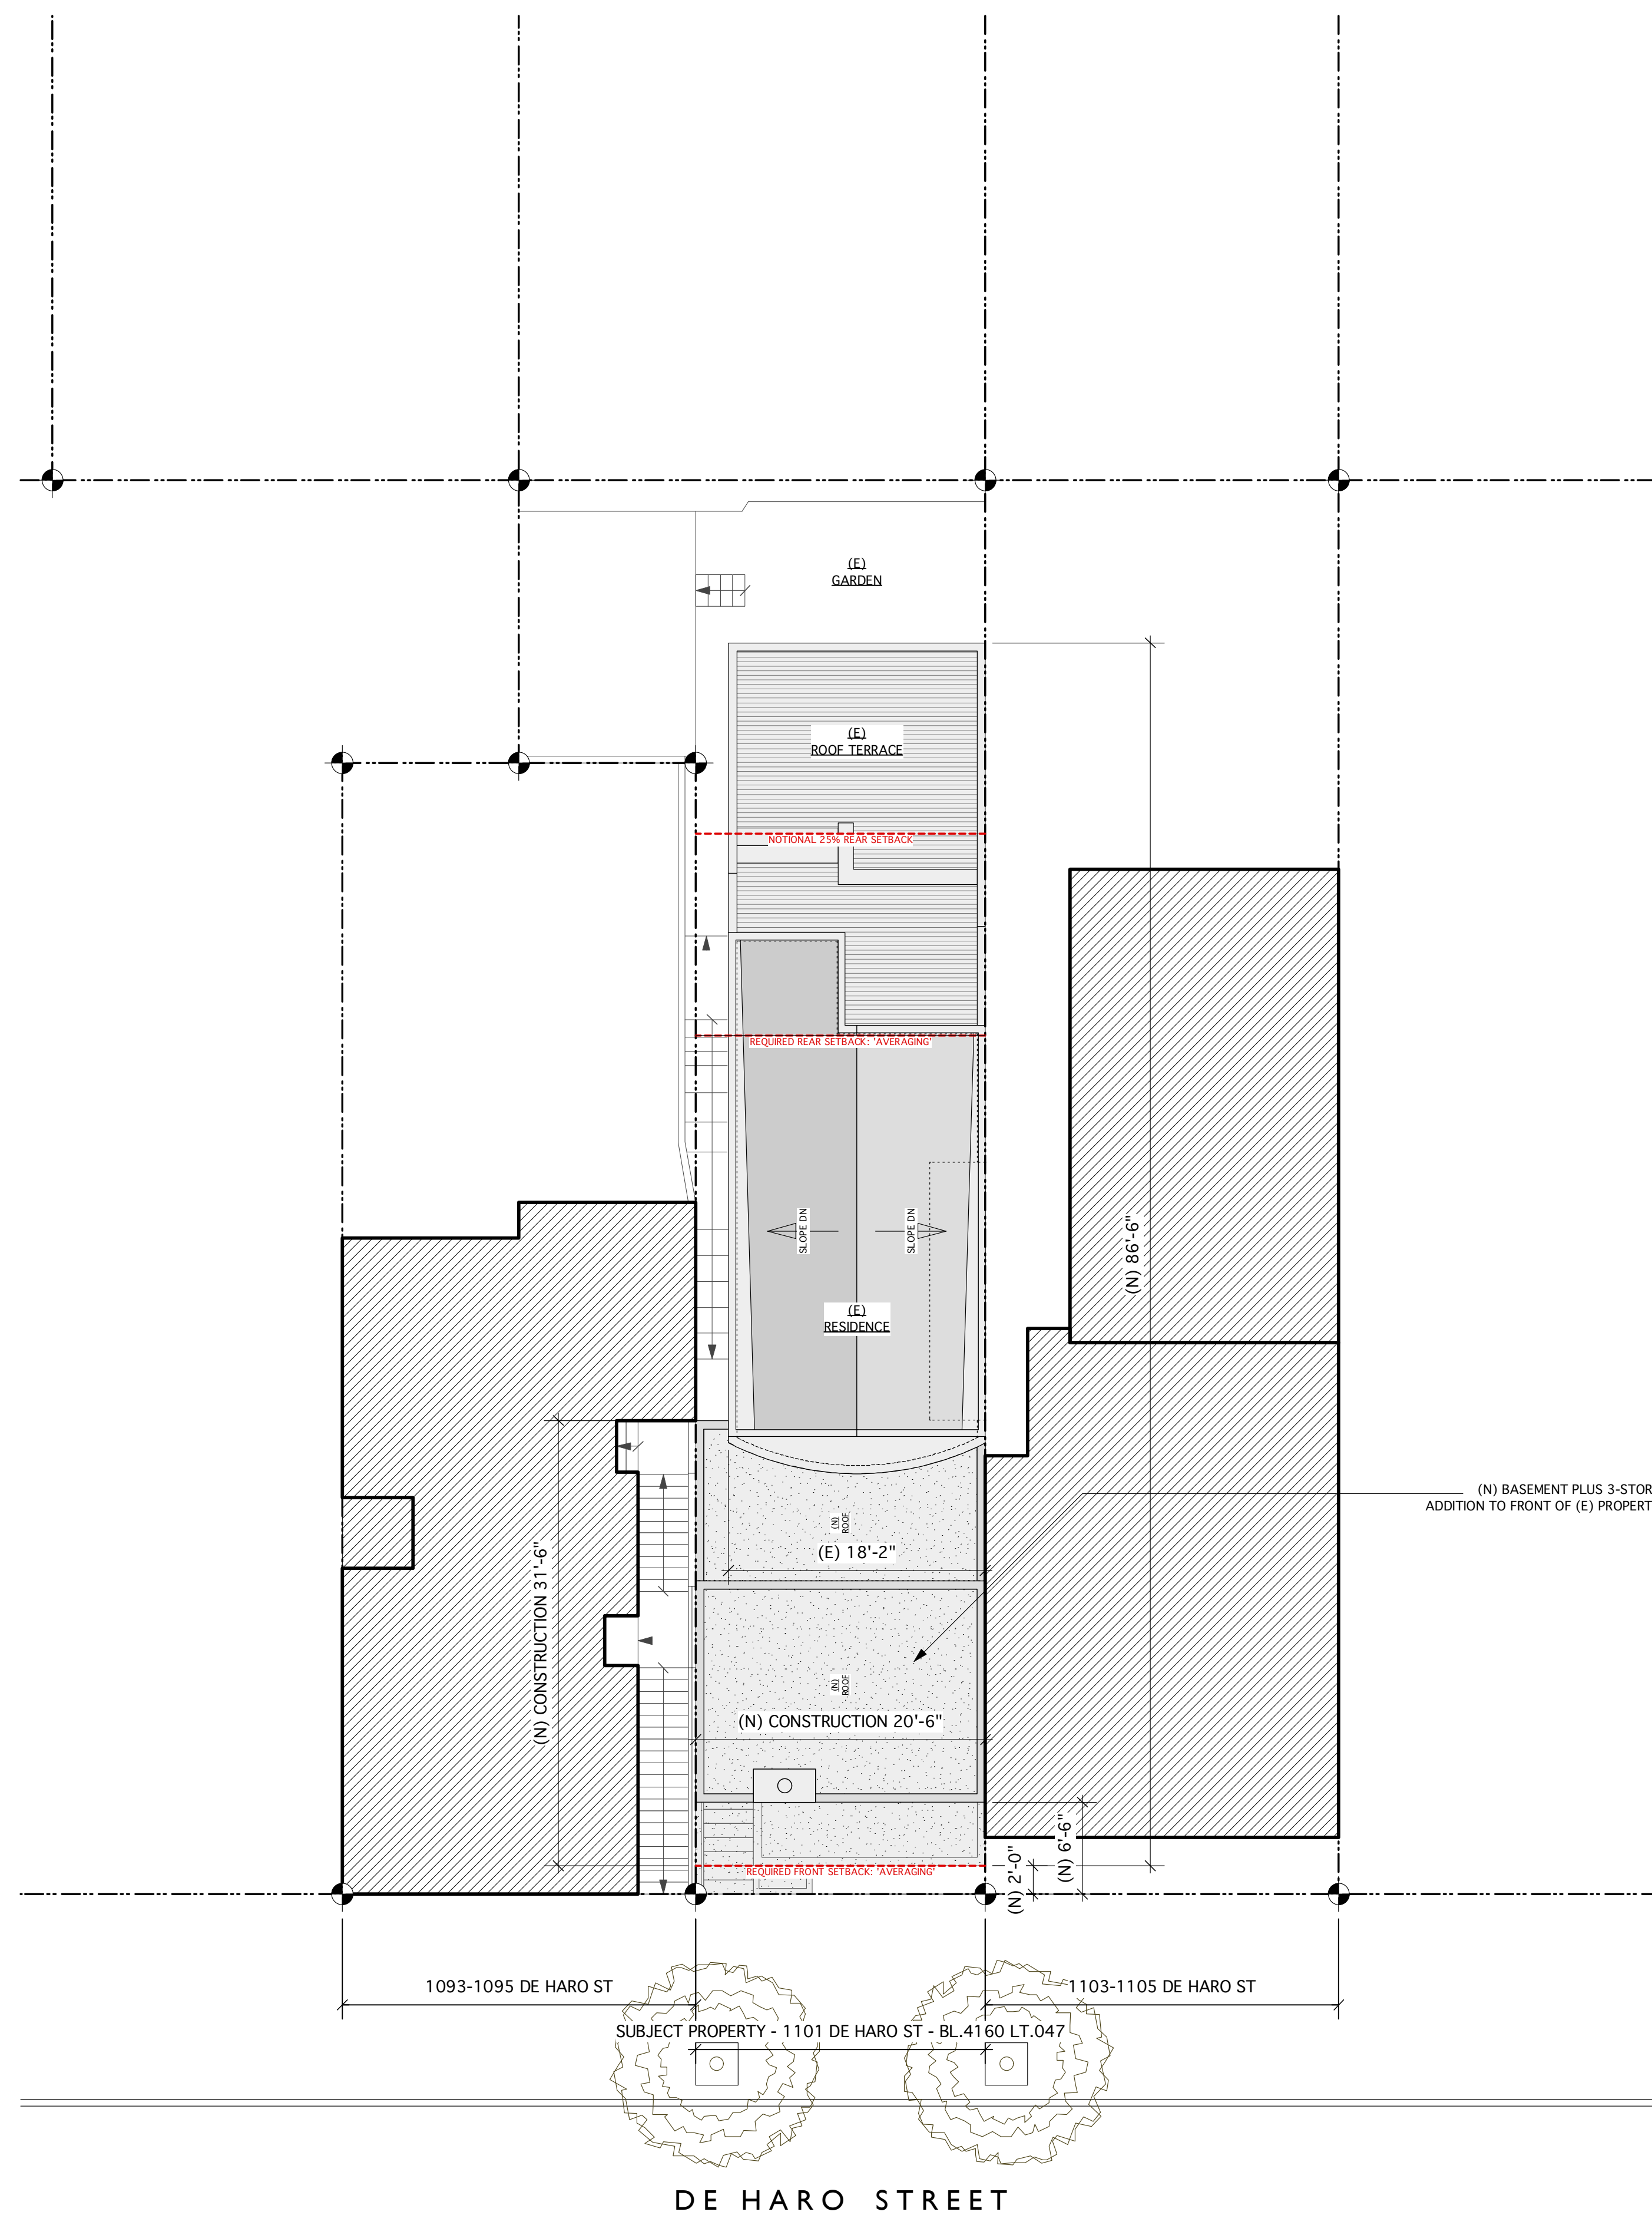 (E)
GARDEN
(E)
ROOF TERRACE
NOTIONAL 25% REAR SETBACK
REQUIRED REAR SETBACK: 'AVERAGING'
SLOPE DN
SLOPE DN
(N) 86'-6"
(E)
RESIDENCE
(N) BASEMENT PLUS 3-STOR
ADDITION TO FRONT OF (E) PROPERT
(N)
ROOF
(E) 18'-2"
(N) CONSTRUCTION 31'-6"
(N)
ROOF
(N) CONSTRUCTION 20'-6"
(N) 6'-6"
(N) 2'-0"
REQUIRED FRONT SETBACK: 'AVERAGING'
1093-1095 DE HARO ST
1103-1105 DE HARO ST
SUBJECT PROPERTY - 1101 DE HARO ST - BL.4160 LT.047
DE HARO STREET